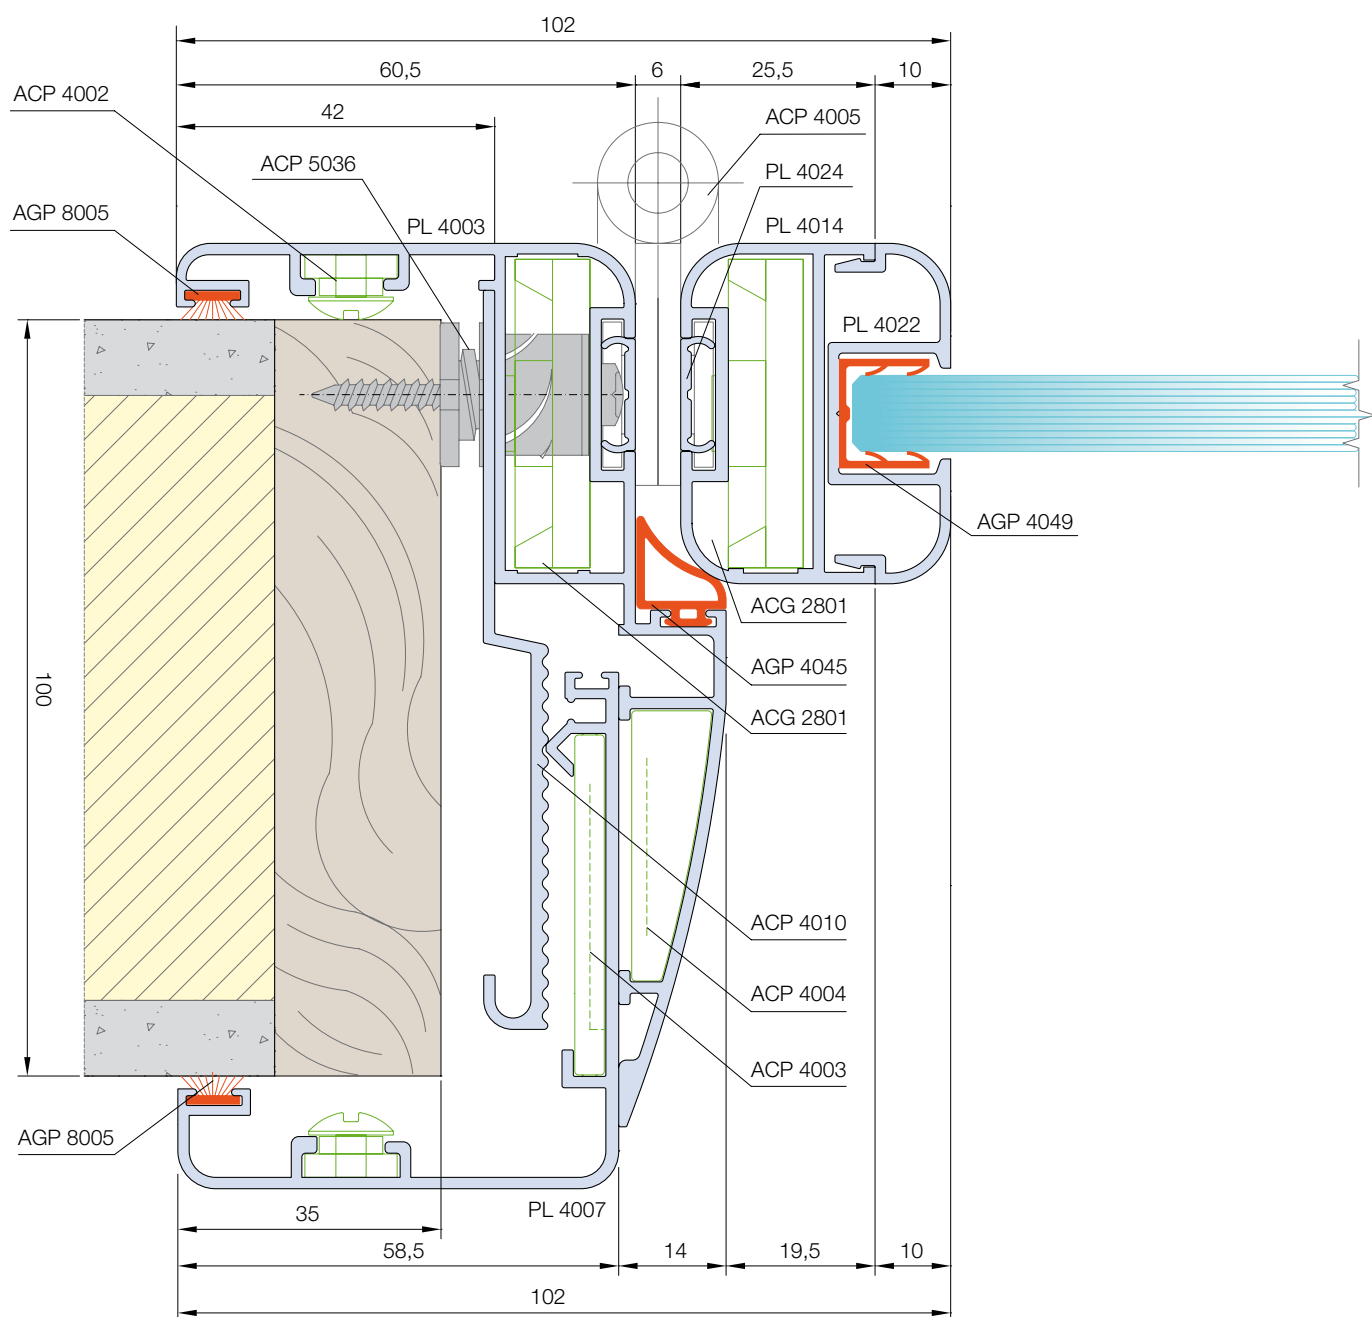 102
60,5
6
25,5
10
ACP 4002
42
ACP 4005
ACP 5036
PL 4024
AGP 8005
PL 4003
PL 4014
PL 4022
AGP 4049
ACG 2801
AGP 4045
100
ACG 2801
ACP 4010
ACP 4004
ACP 4003
AGP 8005
PL 4007
35
58,5
14
19,5
10
102